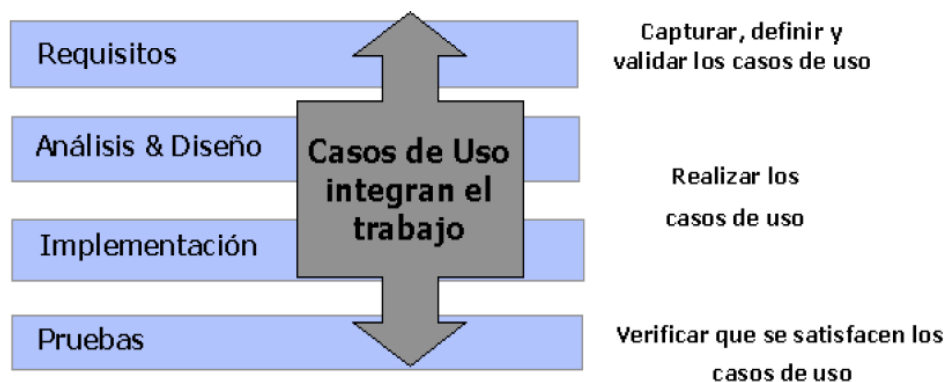 Requisitos
Capturar, definir y
validar los casos de uso
Análisis & Diseño
Casos de Uso
integran el
trabajo
Realizar los
casos de uso
Implementación
Pruebas
Verificar que se satisfacen los
casos de uso